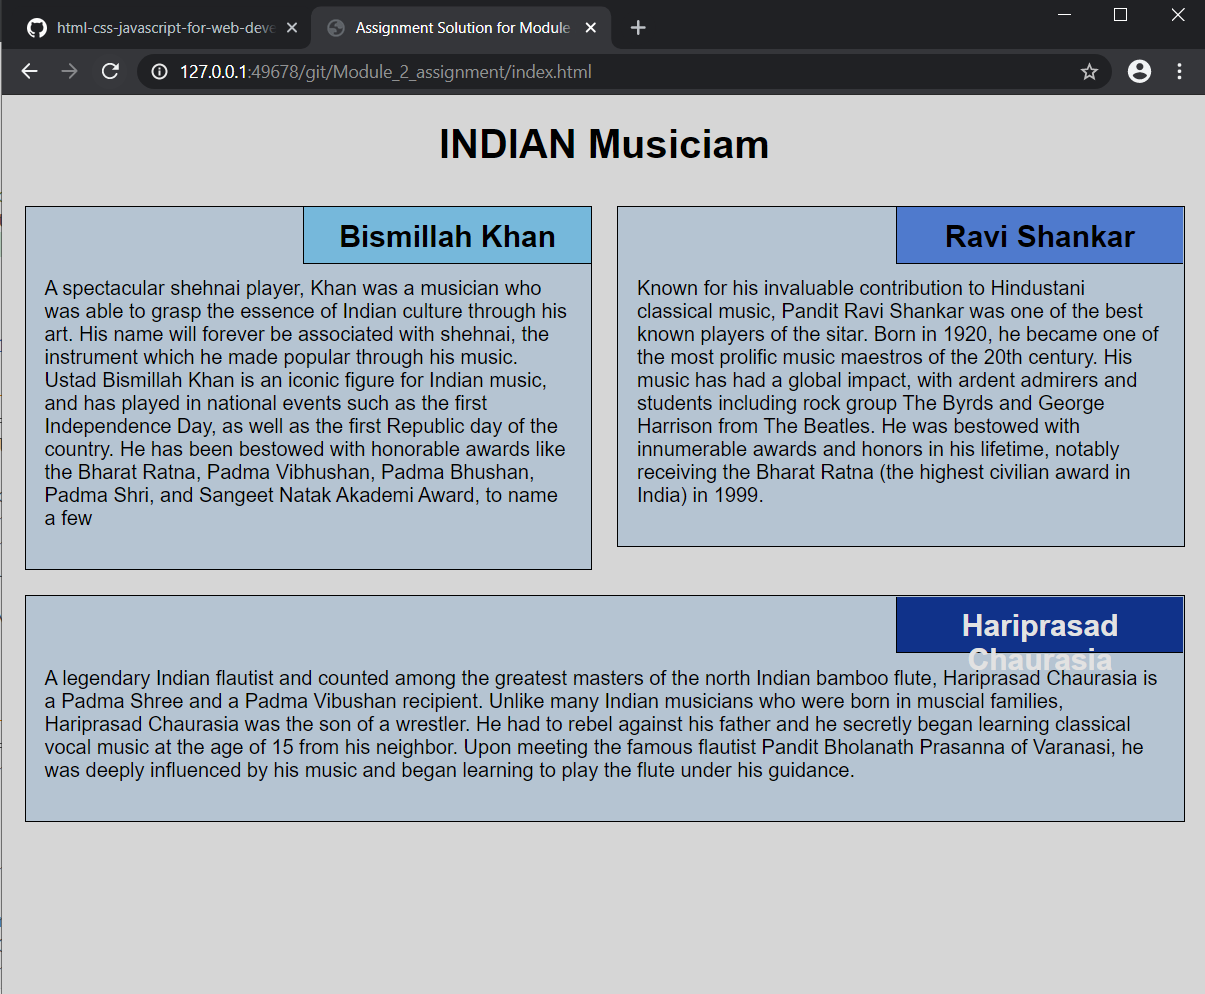 html-css-javascript-for-web-deve
Assignment Solution for Module
127.0.0.1:49678/git/Module_2_assignment/index.html
INDIAN Musiciam
Bismillah Khan
A spectacular shehnai player, Khan was a musician who
was able to grasp the essence of Indian culture through his
art. His name will forever be associated with shehnai, the
instrument which he made popular through his music.
Ustad Bismillah Khan is an iconic figure for Indian music,
and has played in national events such as the first
Independence Day, as well as the first Republic day of the
country. He has been bestowed with honorable awards like
the Bharat Ratna, Padma Vibhushan, Padma Bhushan,
Padma Shri, and Sangeet Natak Akademi Award, to name
a few
Ravi Shankar
Known for his invaluable contribution to Hindustani
classical music, Pandit Ravi Shankar was one of the best
known players of the sitar. Born in 1920, he became one of
the most prolific music maestros of the 20th century. His
music has had a global impact, with ardent admirers and
students including rock group The Byrds and George
Harrison from The Beatles. He was bestowed with
innumerable awards and honors in his lifetime, notably
receiving the Bharat Ratna (the highest civilian award in
India) in 1999.
Hariprasad
Chaurasia
A legendary Indian flautist and counted among the greatest masters of the north Indian bamboo flute, Hariprasad Chaurasia is
a Padma Shree and a Padma Vibushan recipient. Unlike many Indian musicians who were born in muscial families,
Hariprasad Chaurasia was the son of a wrestler. He had to rebel against his father and he secretly began learning classical
vocal music at the age of 15 from his neighbor. Upon meeting the famous flautist Pandit Bholanath Prasanna of Varanasi, he
was deeply influenced by his music and began learning to play the flute under his guidance.